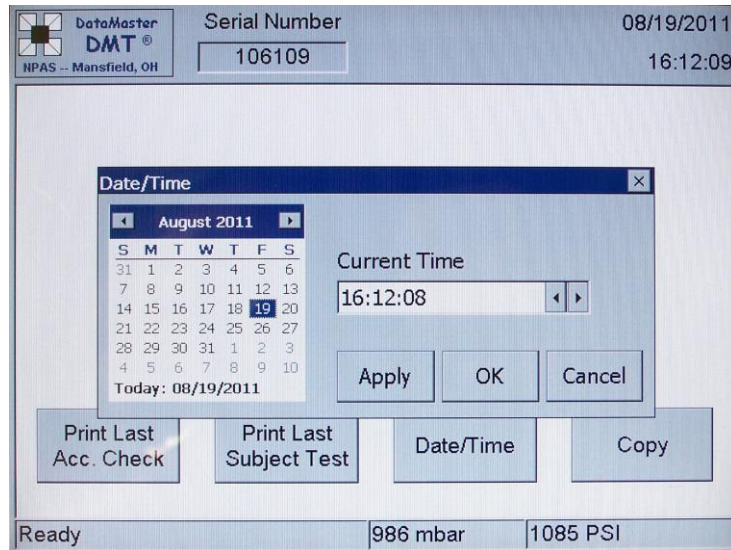 DataMaster
DMT ®
NPAS -- Mansfield, OH
Serial Number
106109
08/19/2011
16:12:09
Date/Time
August 2011
S M T W T F S
31 1 2 3 4 5 6
7 8 9 10 11 12 13
14 15 16 17 18 19 20
21 22 23 24 25 26 27
28 29 30 31 1 2 3
4 5 6 7 8 9 10
Today: 08/19/2011
Current Time
16:12:08
Apply OK Cancel
Print Last
Acc. Check
Print Last
Subject Test
Date/Time
Copy
Ready
986 mbar
1085 PSI